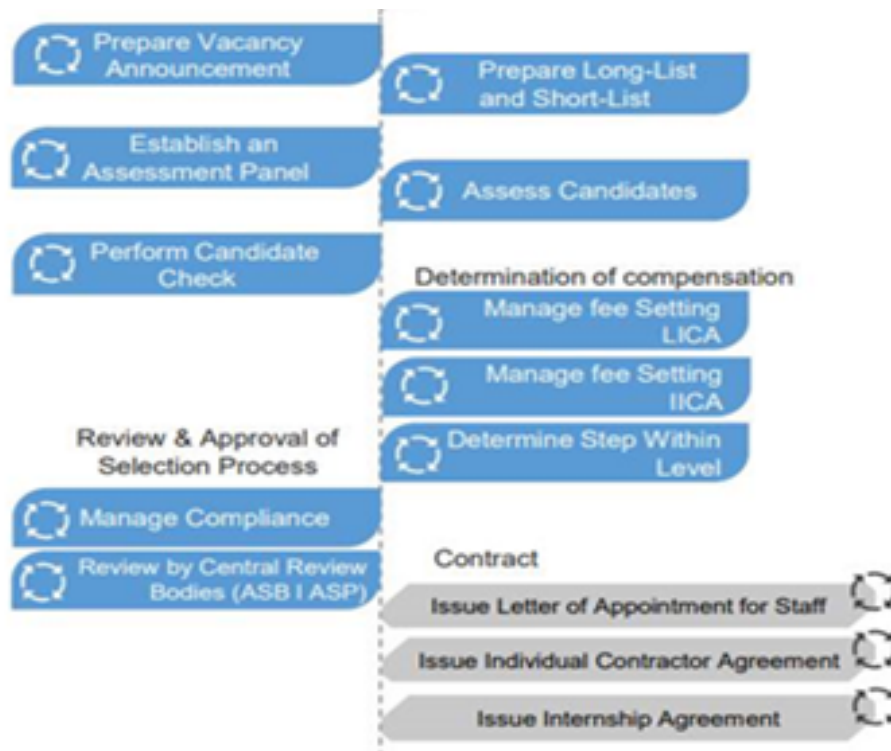 Prepare Vacancy
Announcement
Prepare Long-List
and Short-List
Establish an
Assessment Panel
Assess Candidates
Perform Candidate
Check
Determination of compensation
Manage fee Setting
LICA
Manage fee Setting
IICA
Determine Step Within
Level
Review & Approval of
Selection Process
Manage Compliance
Review by Central Review
Bodies (ASB I ASP)
Contract
Issue Letter of Appointment for Staff
Issue Individual Contractor Agreement
Issue Internship Agreement